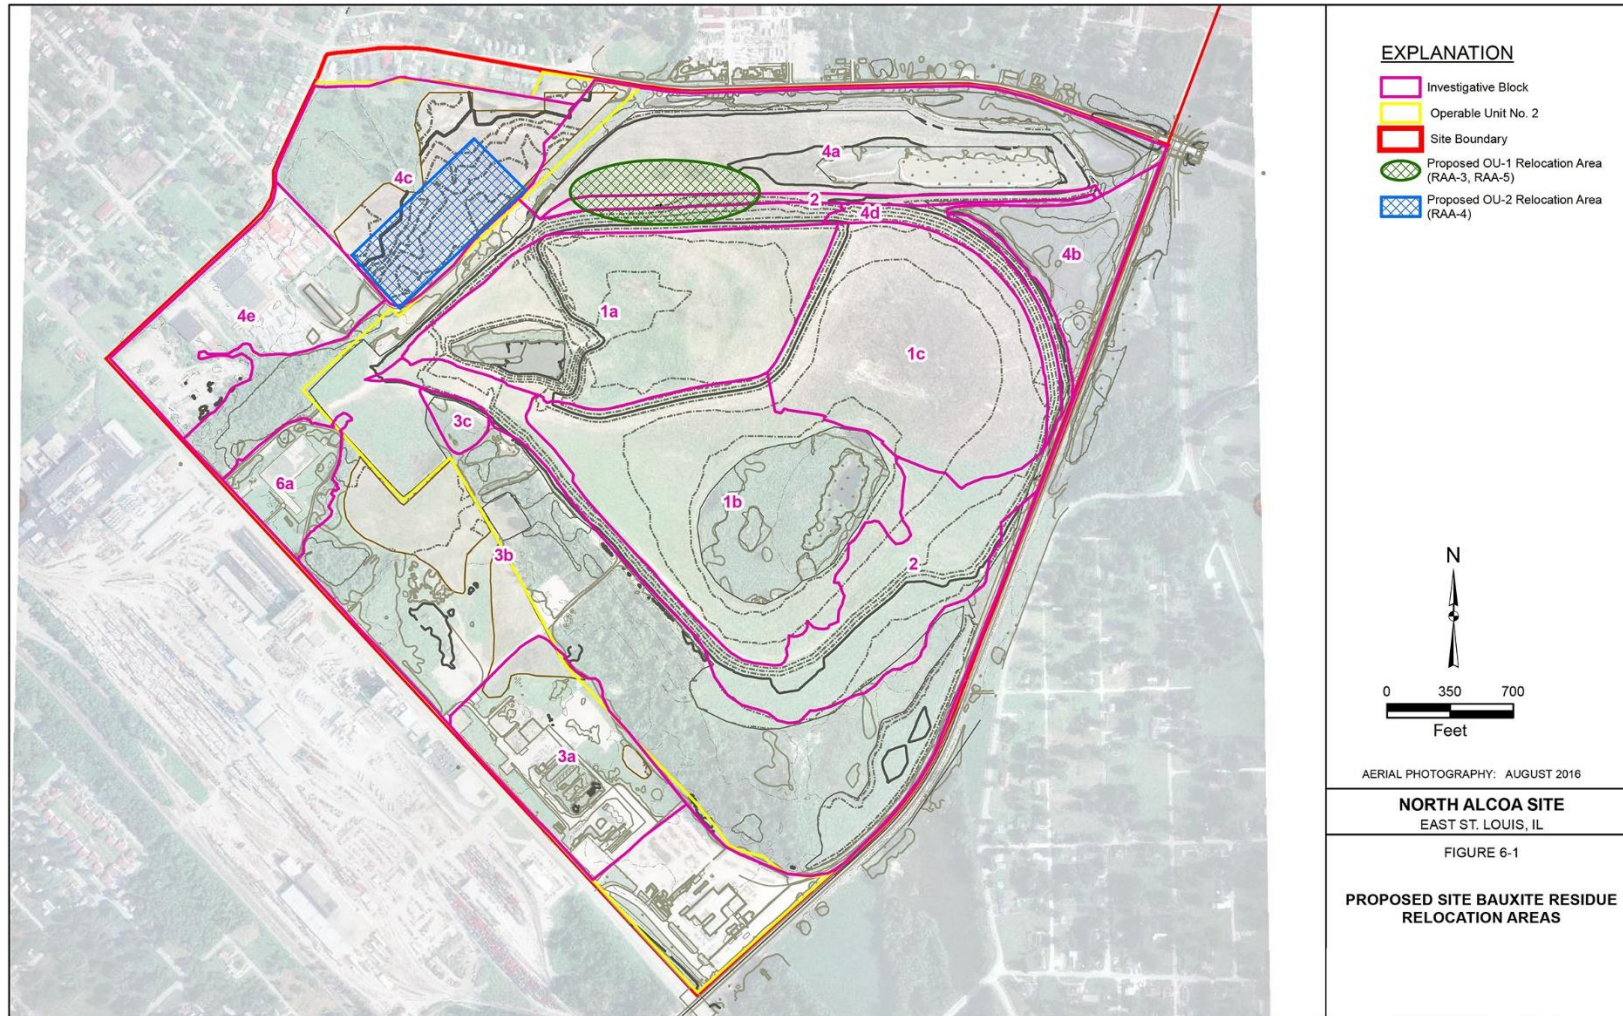 EXPLANATION
Investigative Block
Operable Unit No. 2
Site Boundary
Proposed OU-1 Relocation Area
(RAA-3, RAA-5)
Proposed OU-2 Relocation Area
(RAA-4)
4a
4c
2
4d
4b
4e
1a
1c
3c
6a
1b
3b
2
3a
N
0 350 700
Feet
AERIAL PHOTOGRAPHY: AUGUST 2016
NORTH ALCOA SITE
EAST ST. LOUIS, IL
FIGURE 6-1
PROPOSED SITE BAUXITE RESIDUE
RELOCATION AREAS